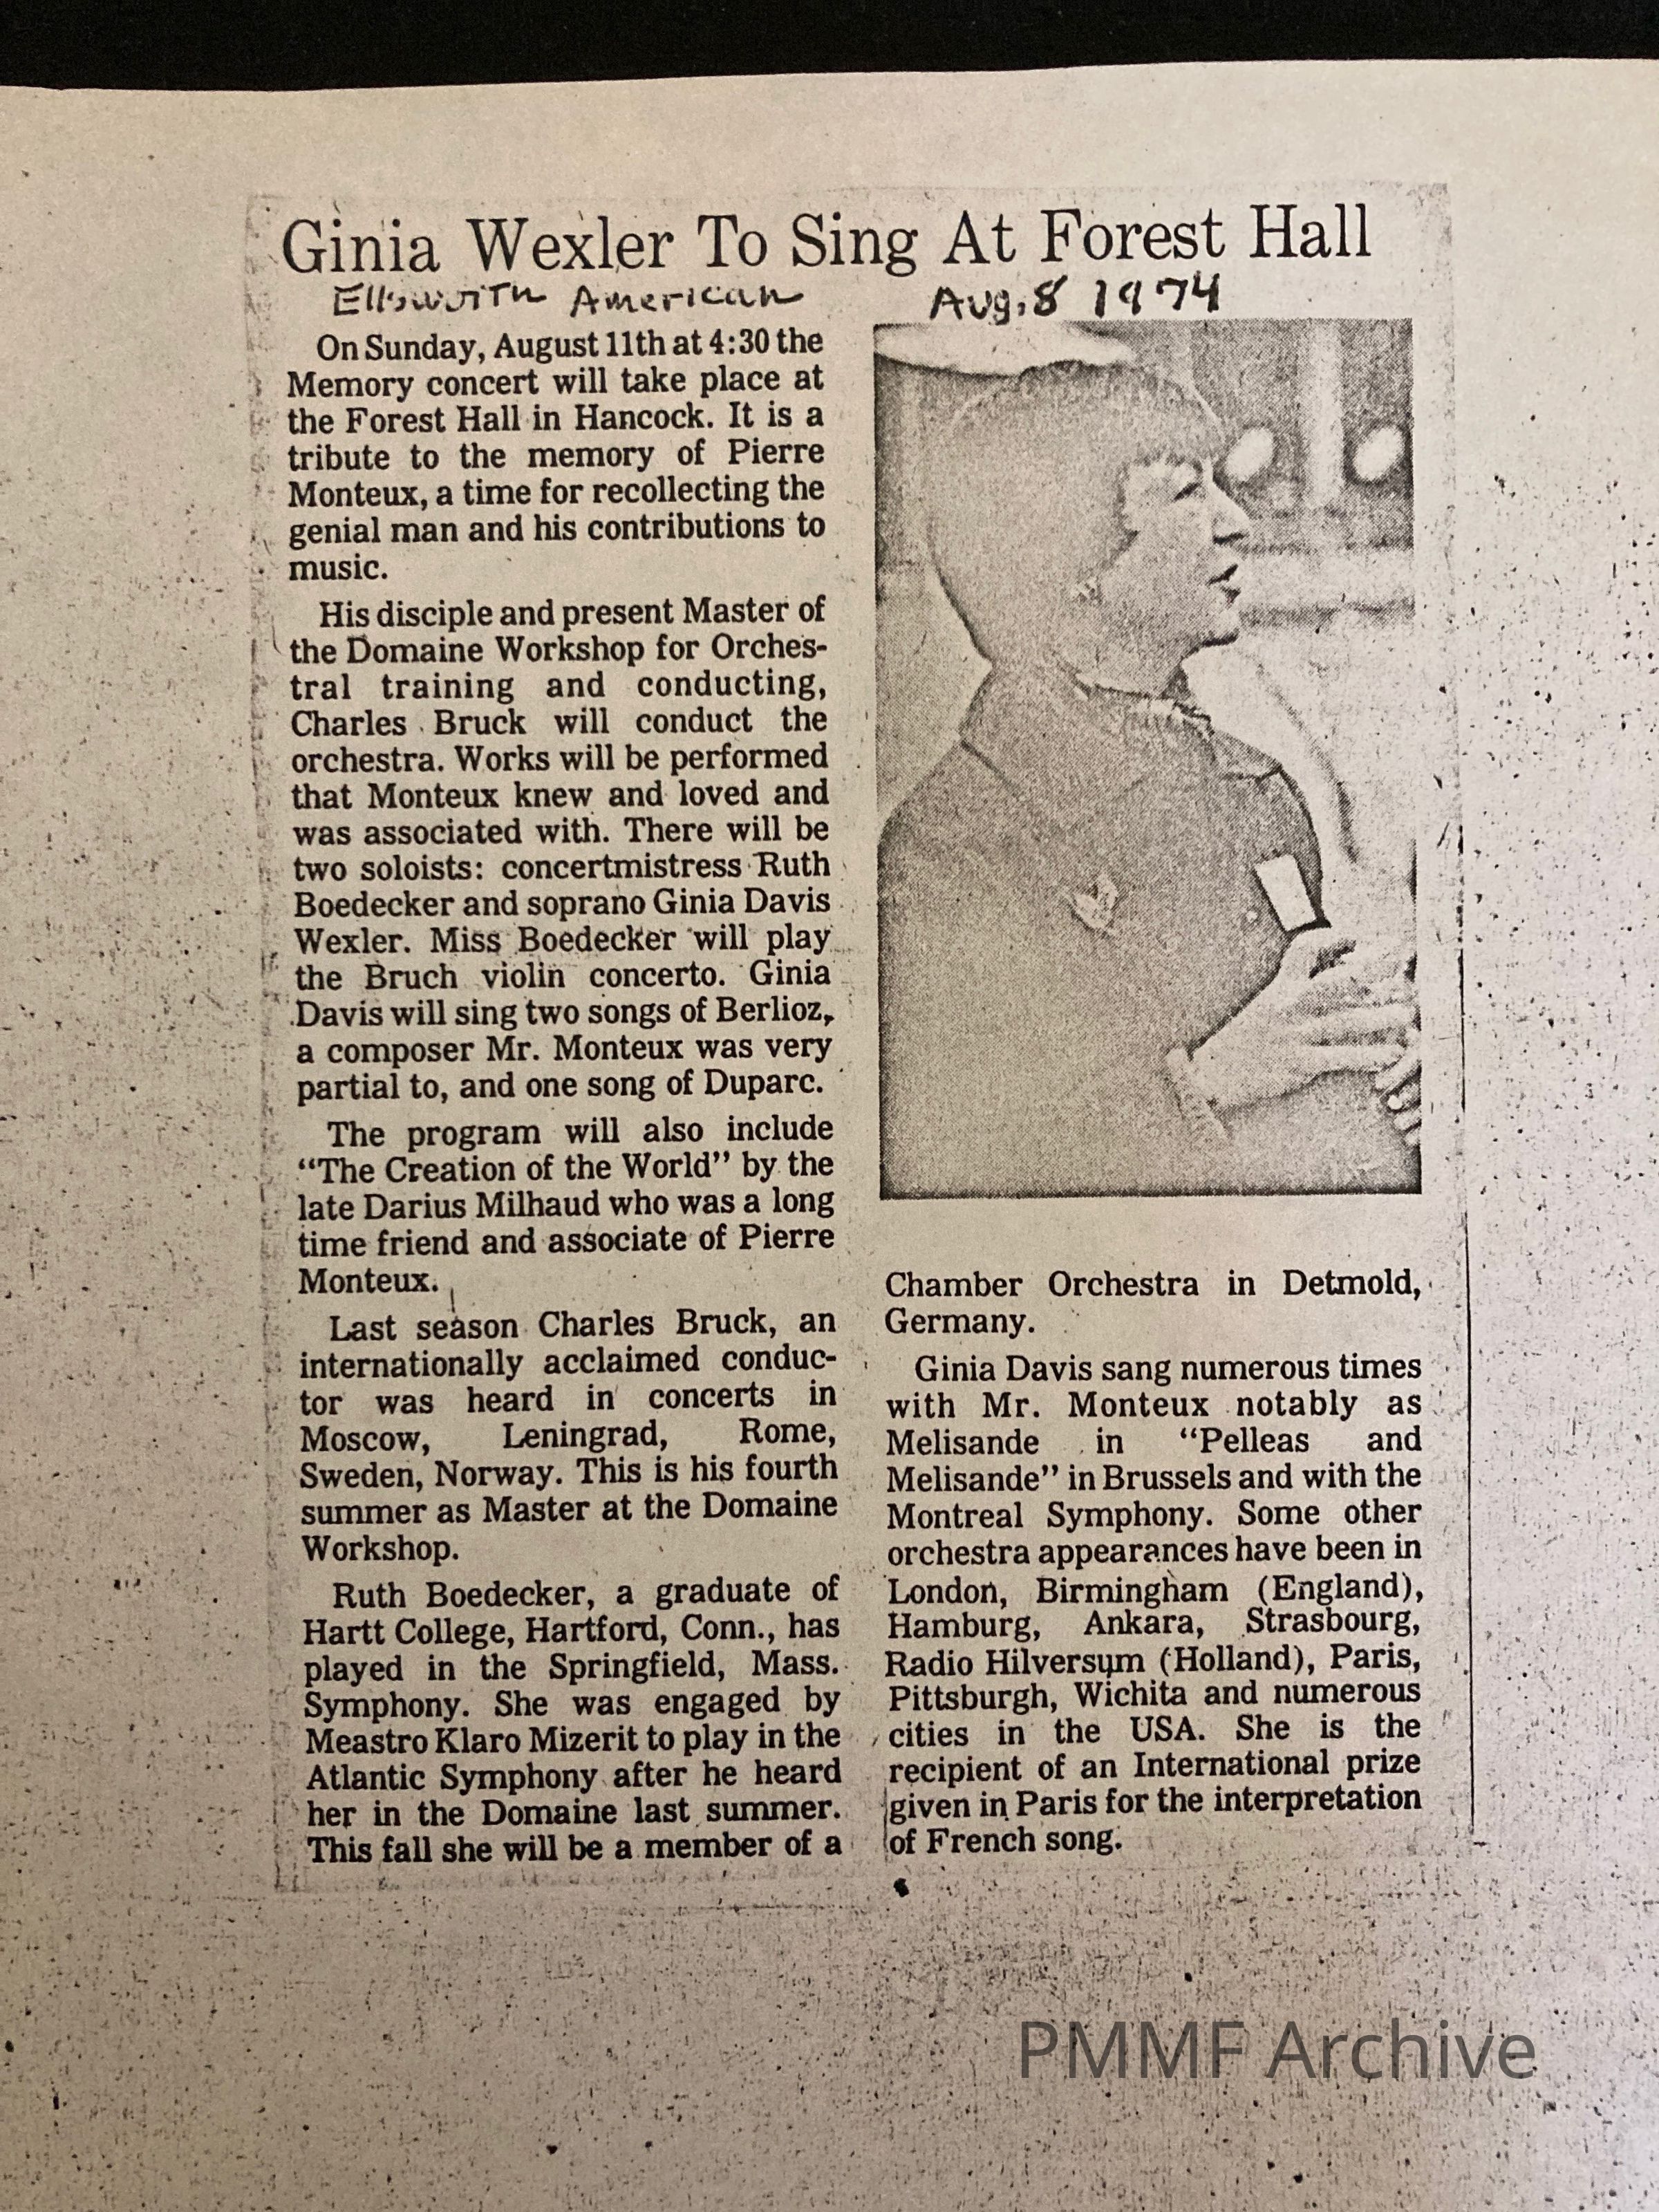 Ginia Wexler To Sing At Forest Hall
Ellsworth American
Aug. 8 1974
On Sunday, August 11th at 4:30 the
Memory concert will take place at
the Forest Hall in Hancock. It is a
tribute to the memory of Pierre
Monteux, a time for recollecting the
genial man and his contributions to
music.
His disciple and present Master of
the Domaine Workshop for Orches-
tral training and conducting,
Charles Bruck will conduct the
orchestra. Works will be performed
that Monteux knew and loved and
was associated with. There will be
two soloists: concertmistress Ruth
Boedecker and soprano Ginia Davis
Wexler. Miss Boedecker will play
the Bruch violin concerto. Ginia
Davis will sing two songs of Berlioz,
a composer Mr. Monteux was very
partial to, and one song of Duparc.
The program will also include
“The Creation of the World” by the
late Darius Milhaud who was a long
time friend and associate of Pierre
Monteux.
Last season Charles Bruck, an
internationally acclaimed conduc-
tor was heard in concerts in
Moscow, Leningrad, Rome,
Sweden, Norway. This is his fourth
summer as Master at the Domaine
Workshop.
Ruth Boedecker, a graduate of
Hartt College, Hartford, Conn., has
played in the Springfield, Mass.
Symphony. She was engaged by
Meastro Klaro Mizerit to play in the
Atlantic Symphony after he heard
her in the Domaine last summer.
This fall she will be a member of a
Chamber Orchestra in Detmold,
Germany.
Ginia Davis sang numerous times
with Mr. Monteux notably as
Melisande in “Pelleas and
Melisande” in Brussels and with the
Montreal Symphony. Some other
orchestra appearances have been in
London, Birmingham (England),
Hamburg, Ankara, Strasbourg,
Radio Hilversum (Holland), Paris,
Pittsburgh, Wichita and numerous
cities in the USA. She is the
recipient of an International prize
given in Paris for the interpretation
of French song.
PMMF Archive